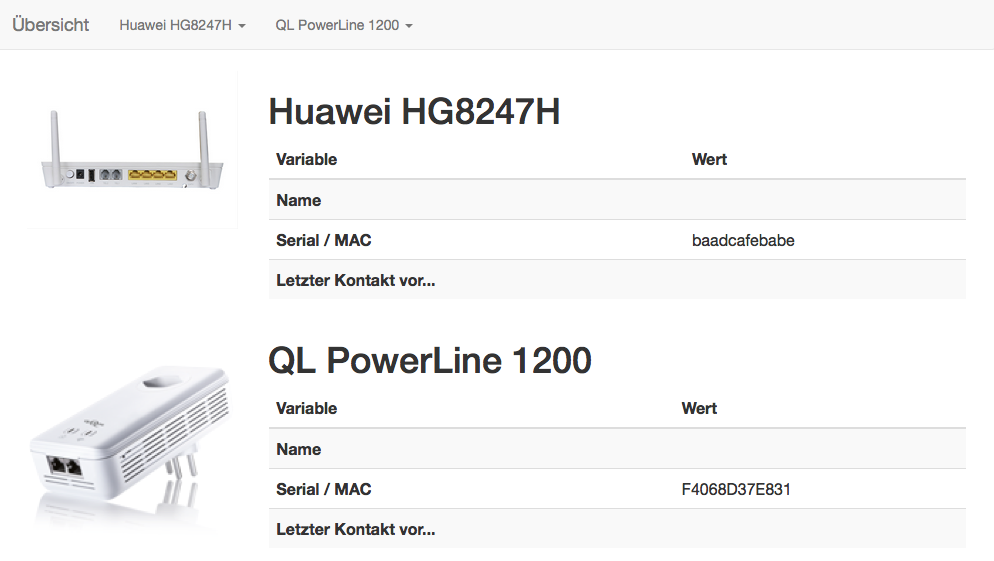 Übersicht Huawei HG8247H QL PowerLine 1200
Huawei HG8247H
Variable Wert
Name
Serial / MAC baadcafebabe
Letzter Kontakt vor...
QL PowerLine 1200
Variable Wert
Name
Serial / MAC F4068D37E831
Letzter Kontakt vor...